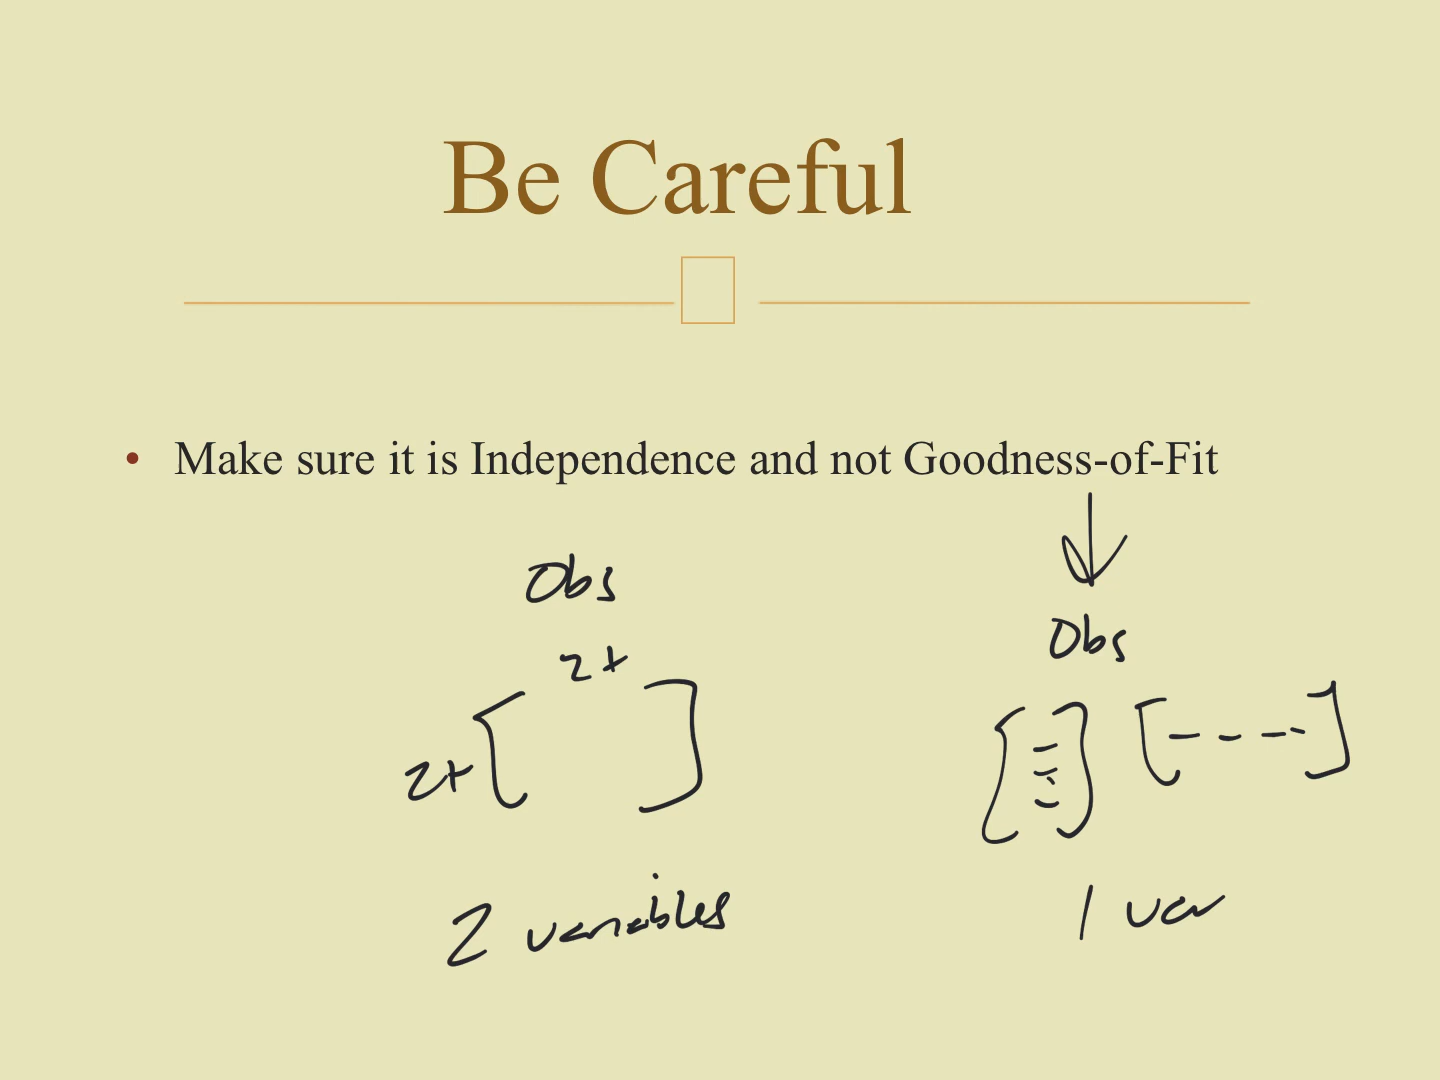 Be Careful
• Make sure it is Independence and not Goodness-of-Fit
Obs
2+
2+
2 variables
Obs
1 var